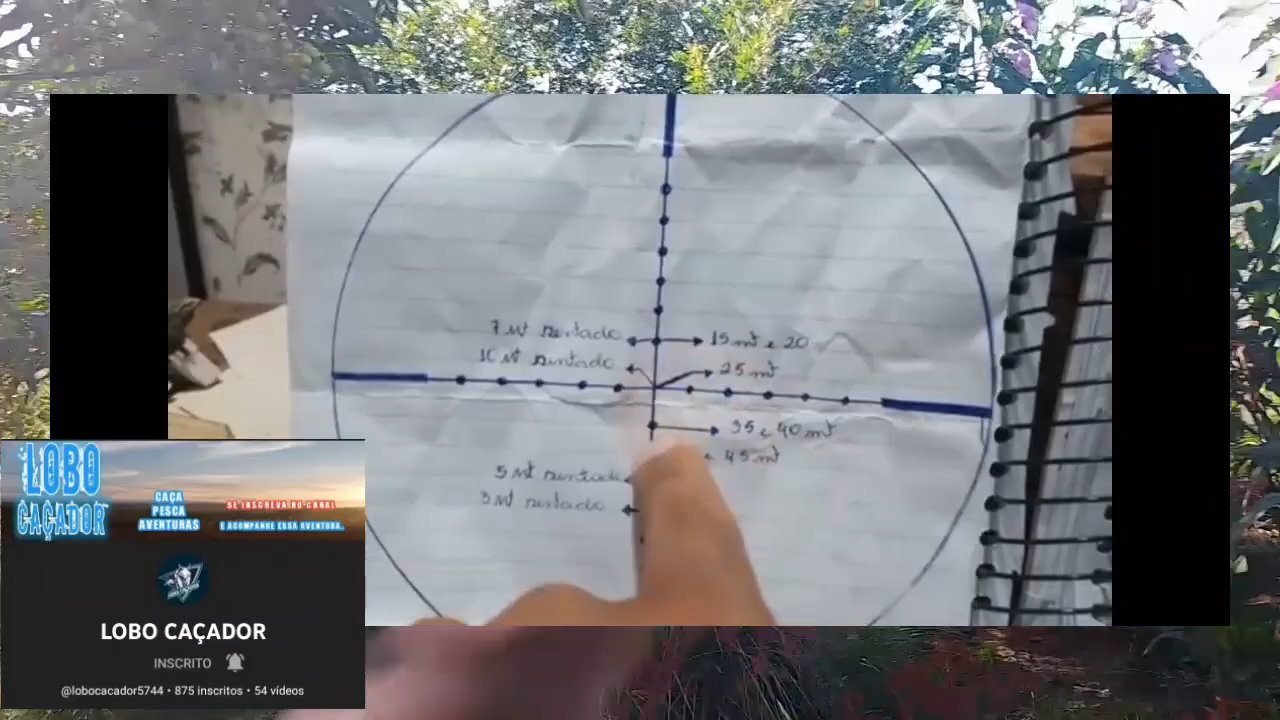 7 mt sentado
15 mt e 20
10 mt sentado
25 mt
35 e 40 mt
e 45 mt
5 mt sentado
3 mt sentado
LOBO
CAÇADOR
CAÇA
PESCA
AVENTURAS
SE INSCREVA NO CANAL
E ACOMPANHE ESSA AVENTURA.
LOBO CAÇADOR
INSCRITO
@lobocacador5744 • 875 inscritos • 54 vídeos